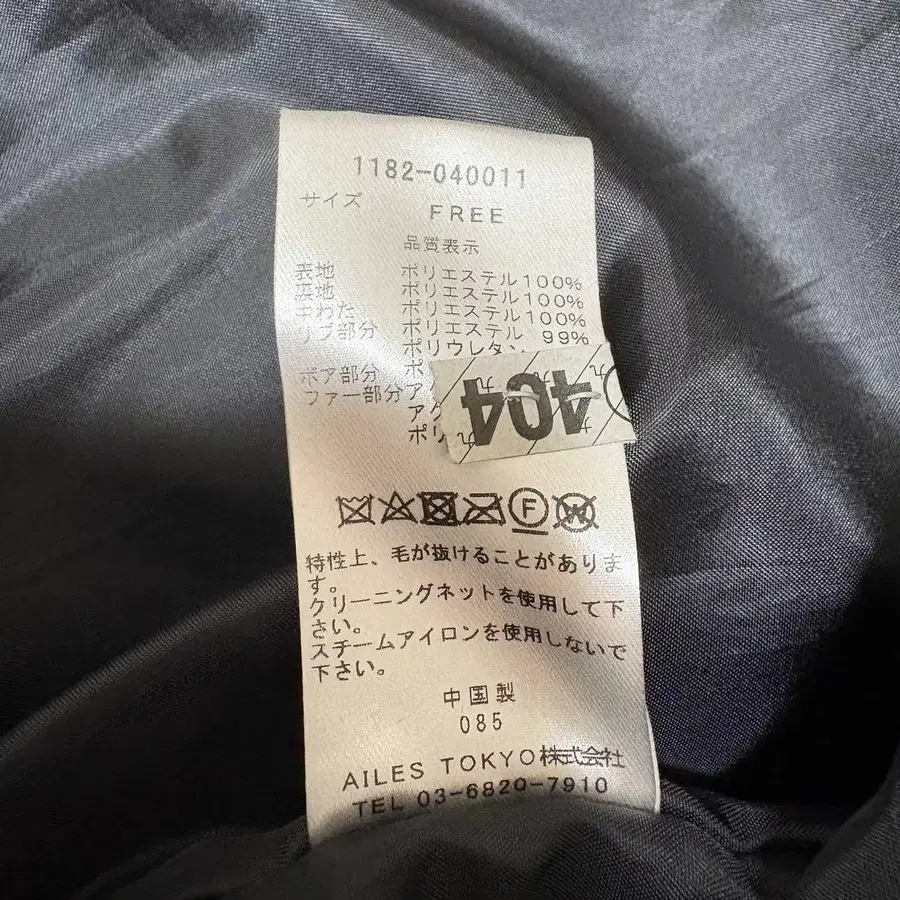 1182-040011
サイズ
FREE
品質表示
表地 ポリエステル100%
裏地 ポリエステル100%
中わた ポリエステル100%
リブ部分 ポリエステル 99%
ポリウレタン
ボア部分
ファー部分
404
F
W
特性上、毛が抜けることがありま
す。
クリーニングネットを使用して下
さい。
スチームアイロンを使用しないで
下さい。
中国製
085
AILES TOKYO株式会社
TEL 03-6820-7910